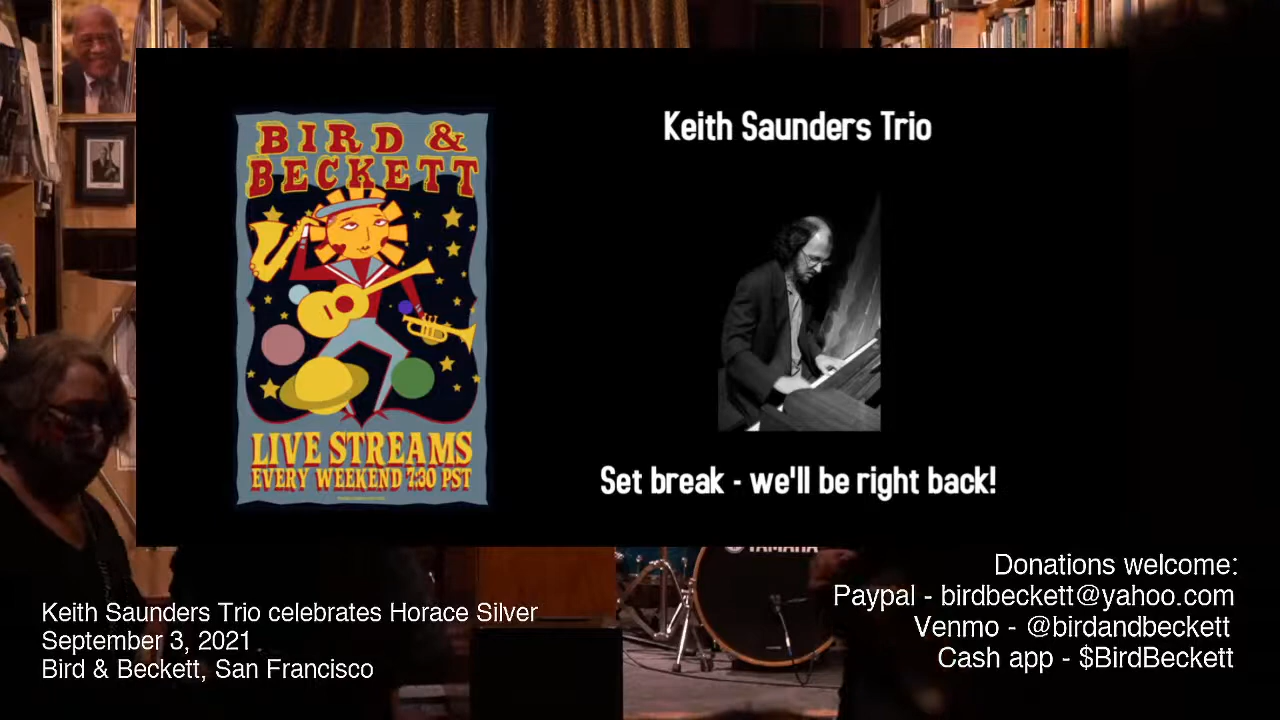 BIRD &
BECKETT
LIVE STREAMS
EVERY WEEKEND 7:30 PST
Keith Saunders Trio
Set break - we'll be right back!
YAMAHA
Keith Saunders Trio celebrates Horace Silver
September 3, 2021
Bird & Beckett, San Francisco
Donations welcome:
Paypal - birdbeckett@yahoo.com
Venmo - @birdandbeckett
Cash app - $BirdBeckett